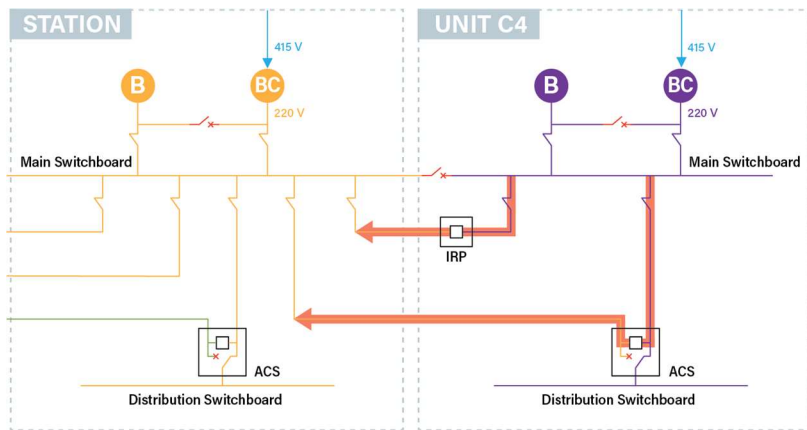 STATION
UNIT C4
415 V
415 V
B
BC
B
BC
220 V
220 V
Main Switchboard
Main Switchboard
IRP
ACS
ACS
Distribution Switchboard
Distribution Switchboard